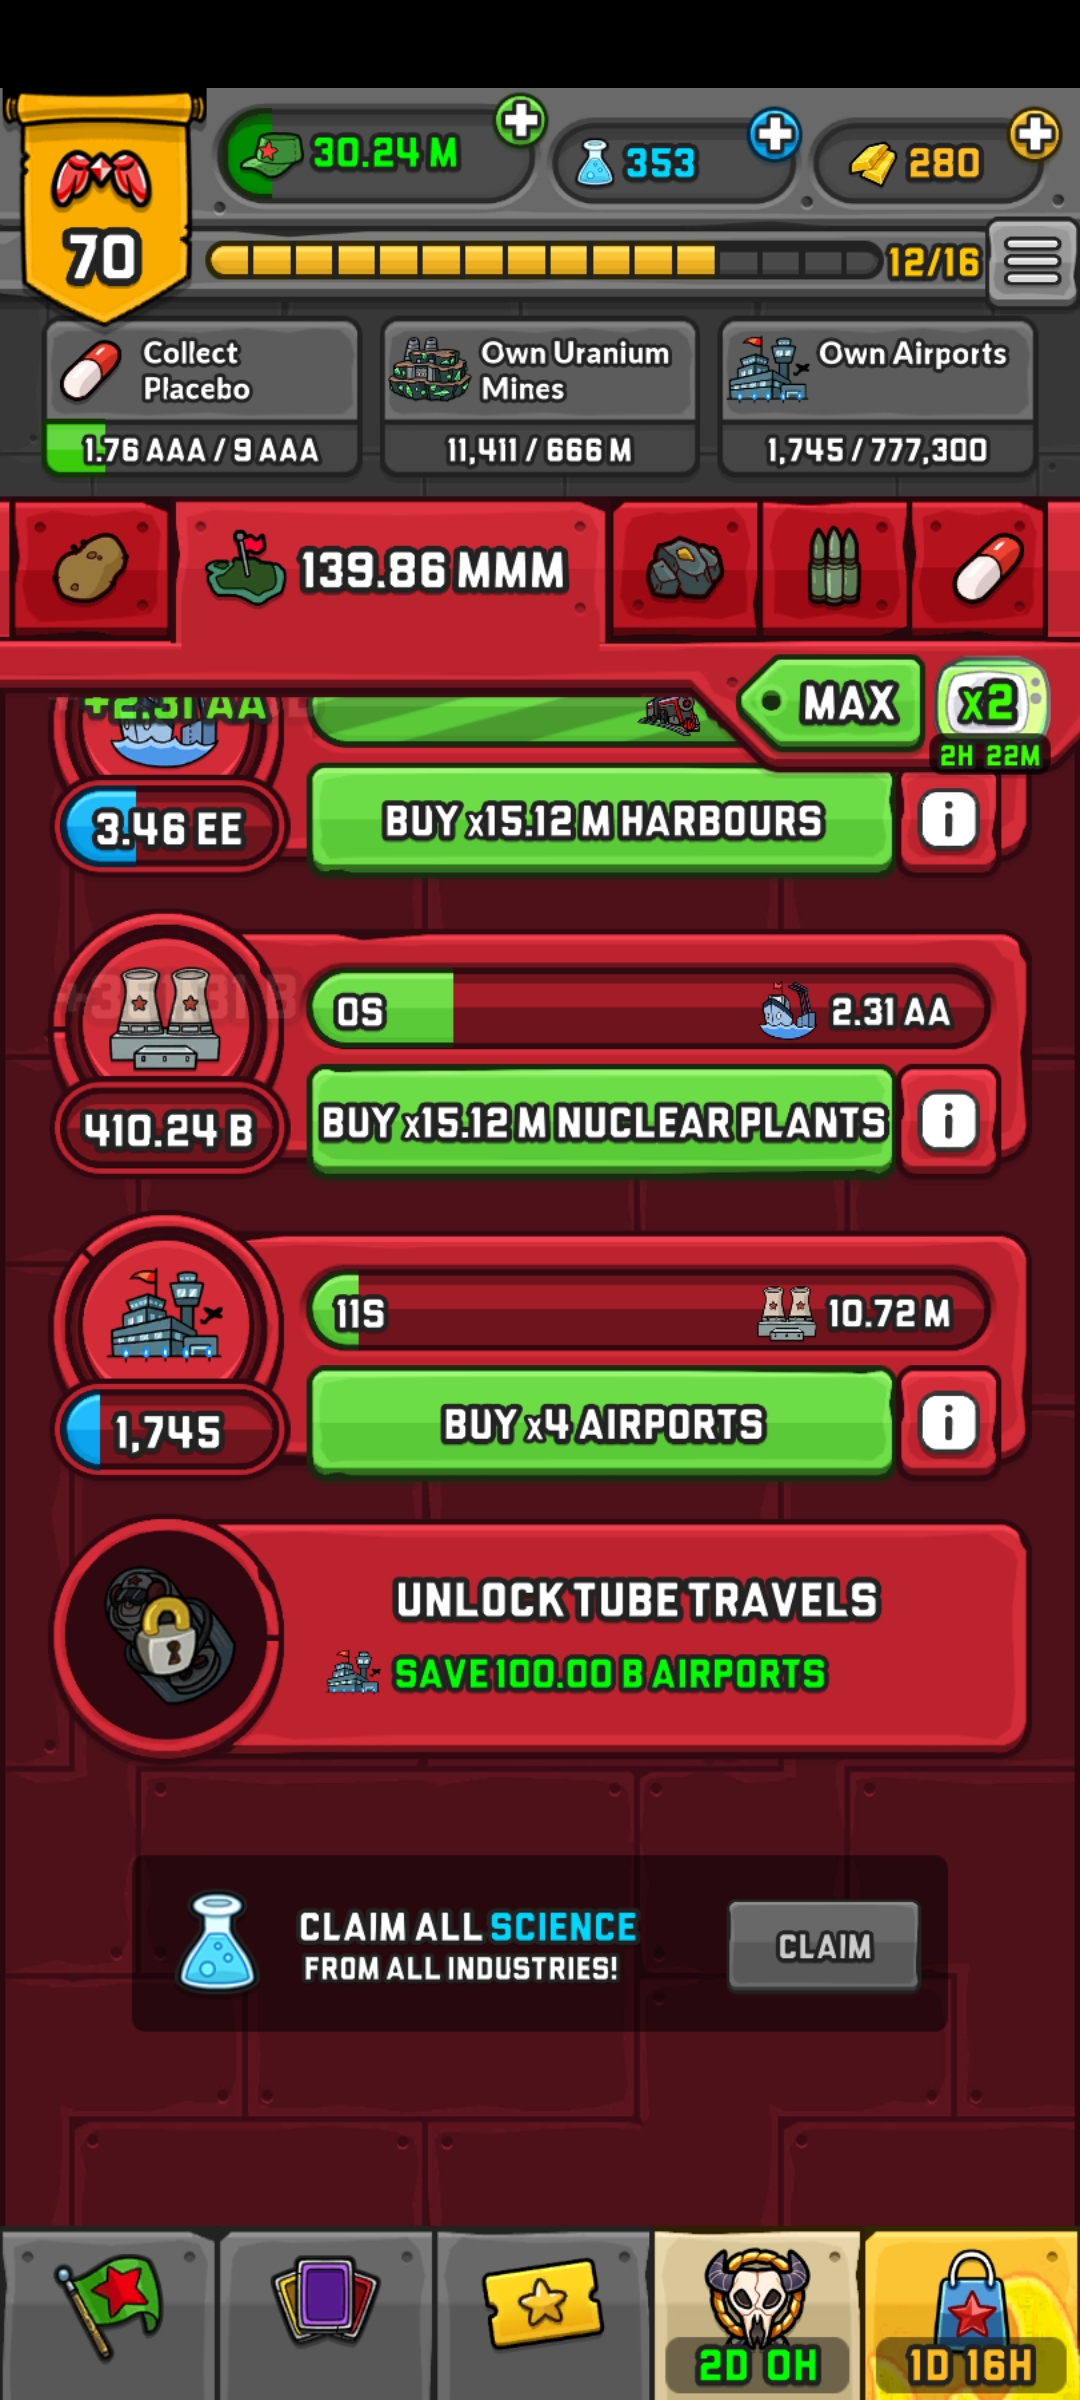 30.24 M
353
280
70
12/16
Collect
Placebo
1.76 AAA / 9 AAA
Own Uranium
Mines
11,411 / 666 M
Own Airports
1,745 / 777,300
139.86 MMM
MAX
x2
2H 22M
+2.31 AA
3.46 EE
BUY x15.12 M HARBOURS
i
0S
2.31 AA
410.24 B
BUY x15.12 M NUCLEAR PLANTS
i
11S
10.72 M
1,745
BUY x4 AIRPORTS
i
UNLOCK TUBE TRAVELS
SAVE 100.00 B AIRPORTS
CLAIM ALL SCIENCE
FROM ALL INDUSTRIES!
CLAIM
2D 0H
1D 16H